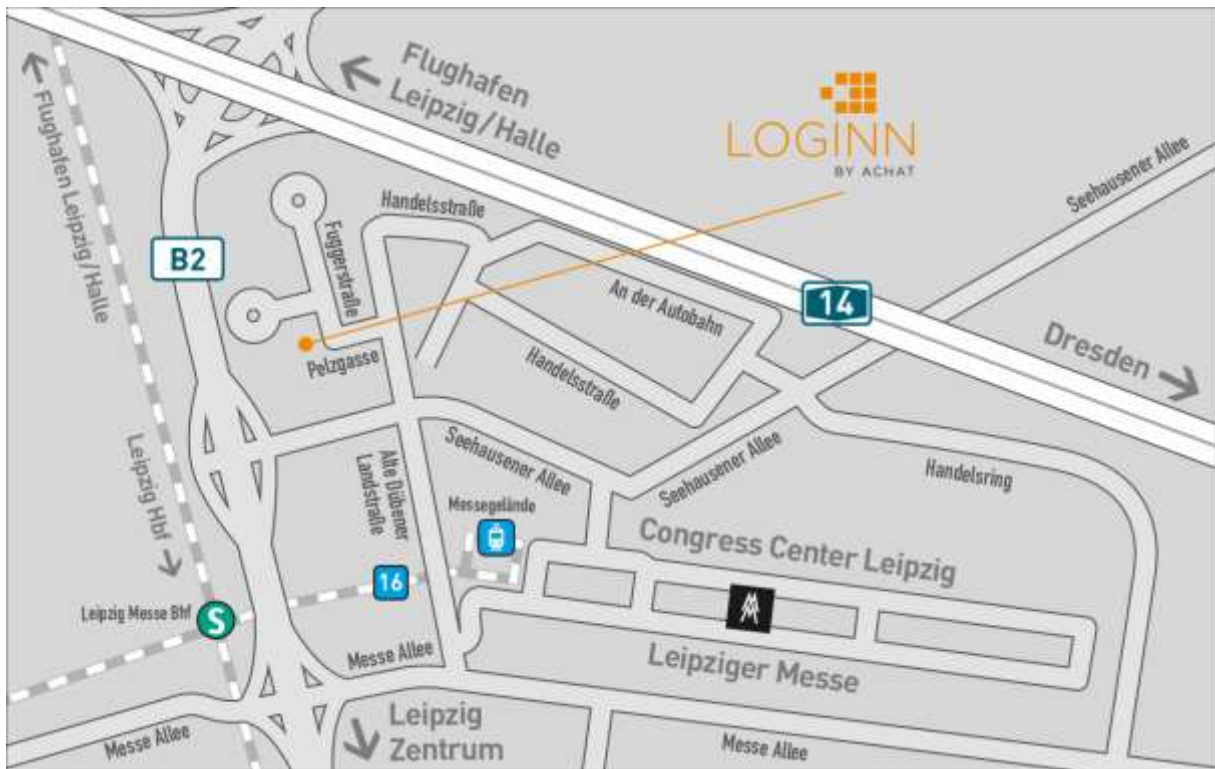 Flughafen
Leipzig/Halle
LOGINN
BY ACHAT
Seehausener Allee
Flughafen Leipzig/Halle
Handelsstraße
Fuggerstraße
B2
An der Autobahn
14
Dresden
Pelzgasse
Handelsstraße
Leipzig Hbf
Seehausener Allee
Alte Dübener
Landstraße
Seehausener Allee
Handelsring
Messegelände
Congress Center Leipzig
16
Leipzig Messe Bhf
S
Messe Allee
Leipziger Messe
Leipzig
Zentrum
Messe Allee
Messe Allee